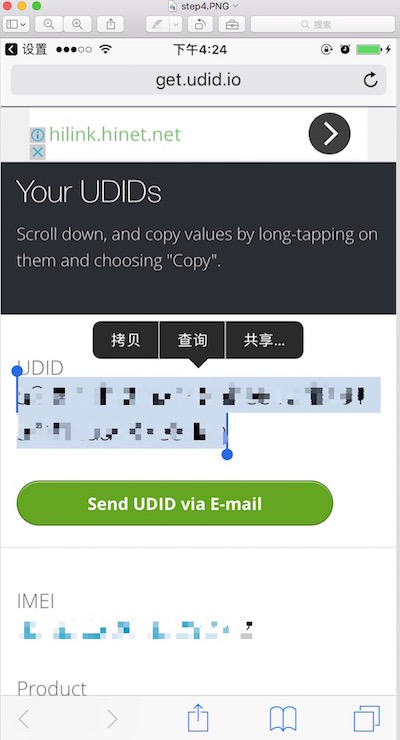 step4.PNG
搜索
设置
下午4:24
get.udid.io
hilink.hinet.net
Your UDIDs
Scroll down, and copy values by long-tapping on
them and choosing "Copy".
拷贝 查询 共享...
UDID
Send UDID via E-mail
IMEI
Product